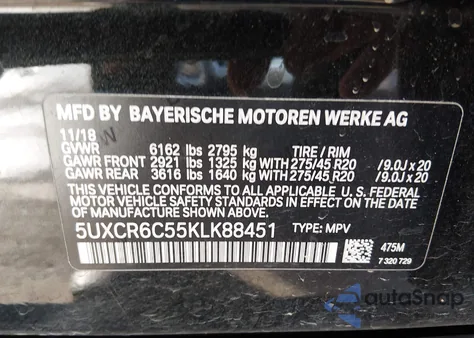 MFD BY BAYERISCHE MOTOREN WERKE AG
11/18 W
GVWR 6162 lbs 2795 kg TIRE / RIM
GAWR FRONT 2921 lbs 1325 kg WITH 275/45 R20 /9.0J x 20
GAWR REAR 3616 lbs 1640 kg WITH 275/45 R20 /9.0J x 20
THIS VEHICLE CONFORMS TO ALL APPLICABLE U. S. FEDERAL
MOTOR VEHICLE SAFETY STANDARDS IN EFFECT ON THE
DATE OF MANUFACTURE SHOWN ABOVE.
5UXCR6C55KLK88451 TYPE: MPV
475M
7 320 729
autoSnap